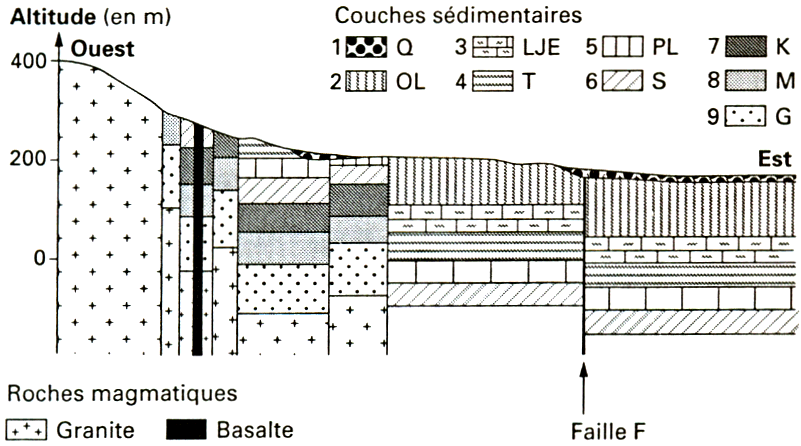 Altitude (en m)
Ouest
400
200
0
Couches sédimentaires
1 Q 3 LJE 5 PL 7 K
2 OL 4 T 6 S 8 M
9 G
Est
Roches magmatiques
Granite Basalte
Faille F